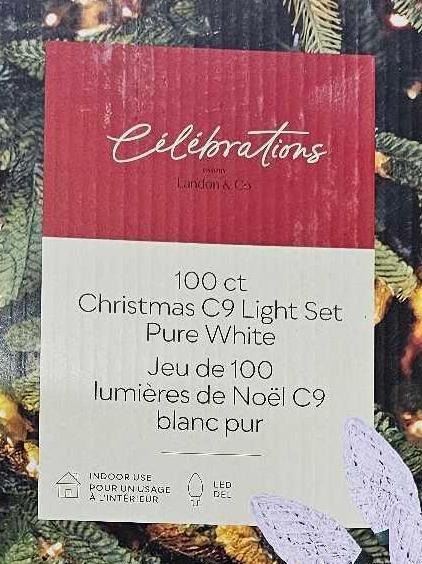 Célébrations
Landon & Co
100 ct
Christmas C9 Light Set
Pure White
Jeu de 100
lumières de Noël C9
blanc pur
INDOOR USE
POUR UN USAGE
À L'INTÉRIEUR
LED
DEL